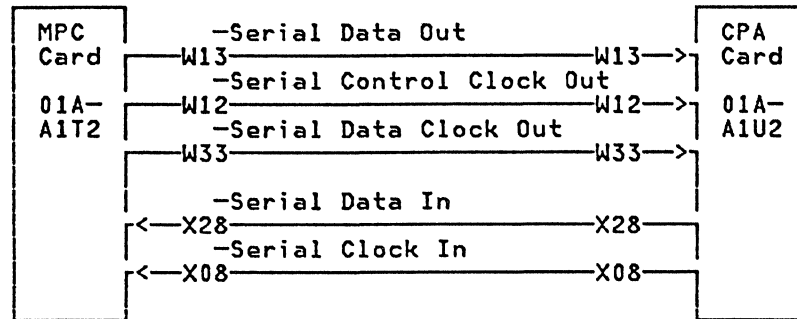 MPC Card 01A-A1T2
CPA Card 01A-A1U2
-Serial Data Out
W13 W13
-Serial Control Clock Out
W12 W12
-Serial Data Clock Out
W33 W33
-Serial Data In
X28 X28
-Serial Clock In
X08 X08